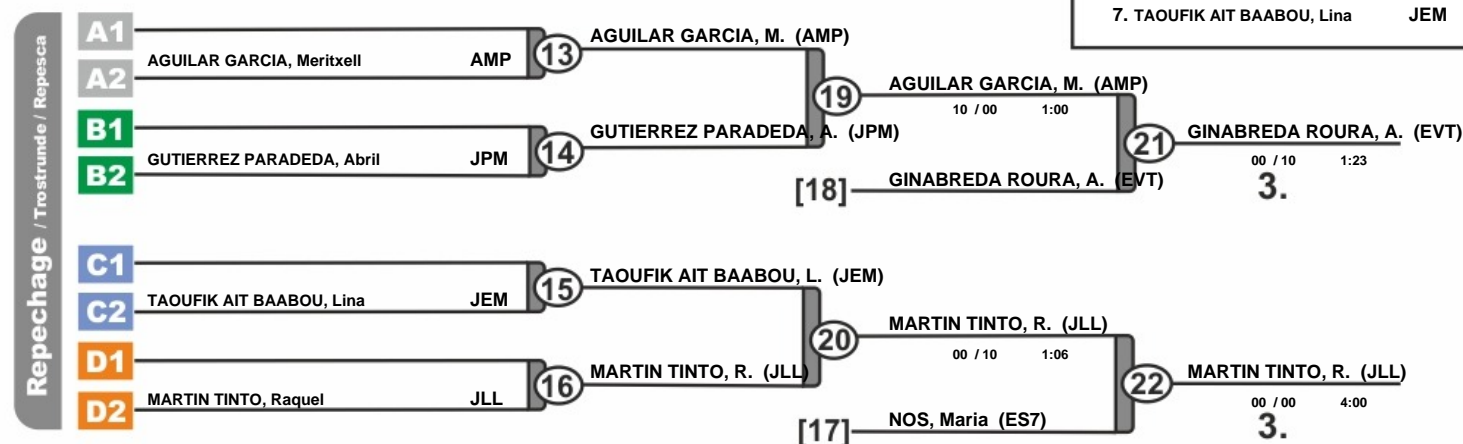 7. TAOUFIK AIT BAABOU, Lina JEM
Repechage / Trostrunde / Repesca
A1
AGUILAR GARCIA, Meritxell AMP
A2
13
AGUILAR GARCIA, M. (AMP)
B1
GUTIERREZ PARADEDA, Abril JPM
B2
14
GUTIERREZ PARADEDA, A. (JPM)
19
AGUILAR GARCIA, M. (AMP)
10 / 00 1:00
[18]
GINABREDA ROURA, A. (EVT)
21
GINABREDA ROURA, A. (EVT)
00 / 10 1:23
3.
C1
TAOUFIK AIT BAABOU, Lina JEM
C2
15
TAOUFIK AIT BAABOU, L. (JEM)
D1
MARTIN TINTO, Raquel JLL
D2
16
MARTIN TINTO, R. (JLL)
20
MARTIN TINTO, R. (JLL)
00 / 10 1:06
[17]
NOS, Maria (ES7)
22
MARTIN TINTO, R. (JLL)
00 / 00 4:00
3.